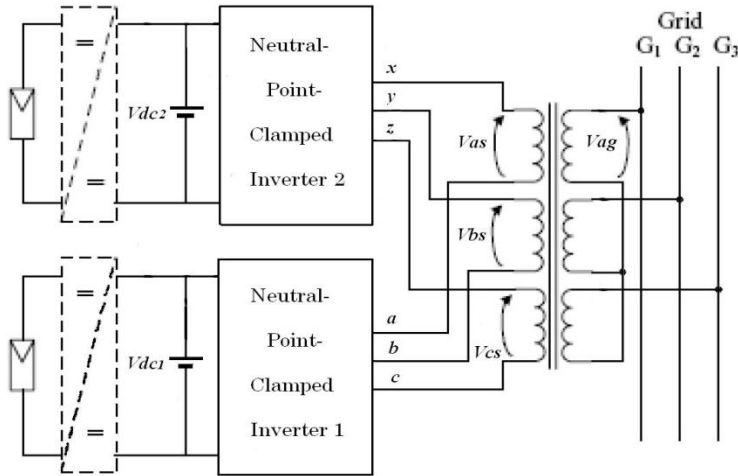 Grid
G1 G2 G3
=
=
Vdc2
Neutral-
Point-
Clamped
Inverter 2
x
y
z
Vas
Vag
Vbs
Vcs
=
=
Vdc1
Neutral-
Point-
Clamped
Inverter 1
a
b
c